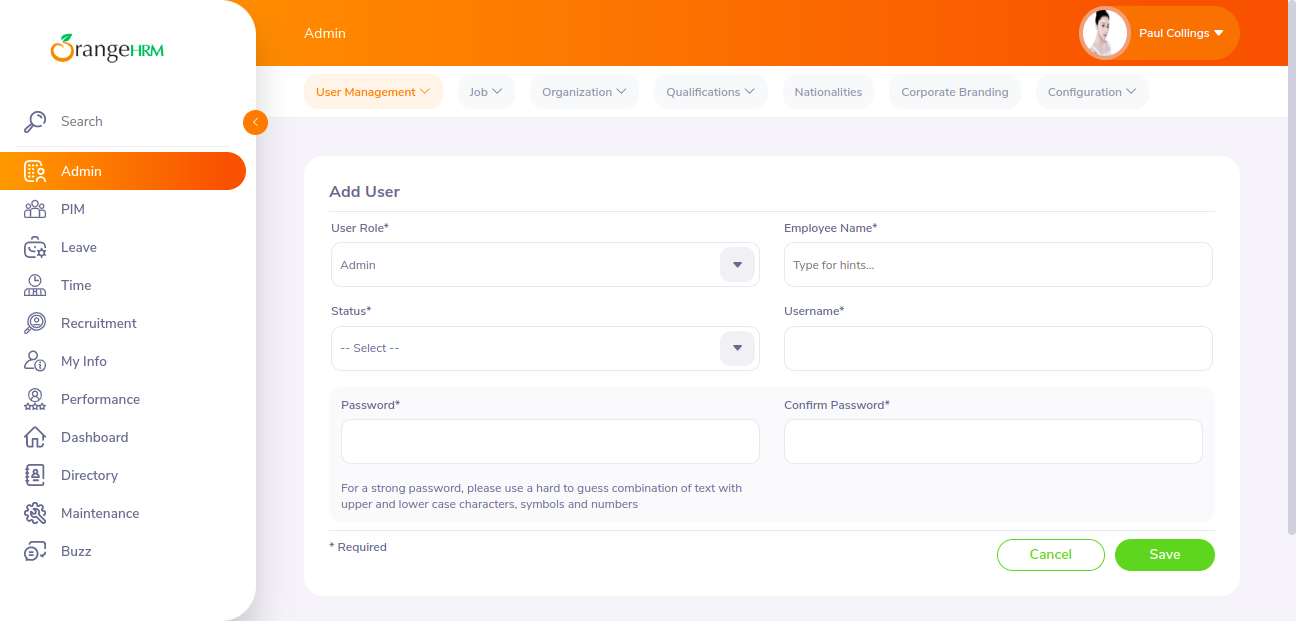 OrangeHRM
Search
Admin
PIM
Leave
Time
Recruitment
My Info
Performance
Dashboard
Directory
Maintenance
Buzz
Admin
Paul Collings
User Management
Job
Organization
Qualifications
Nationalities
Corporate Branding
Configuration
Add User
User Role*
Employee Name*
Admin
Type for hints...
Status*
Username*
-- Select --
Password*
Confirm Password*
For a strong password, please use a hard to guess combination of text with
upper and lower case characters, symbols and numbers
* Required
Cancel
Save